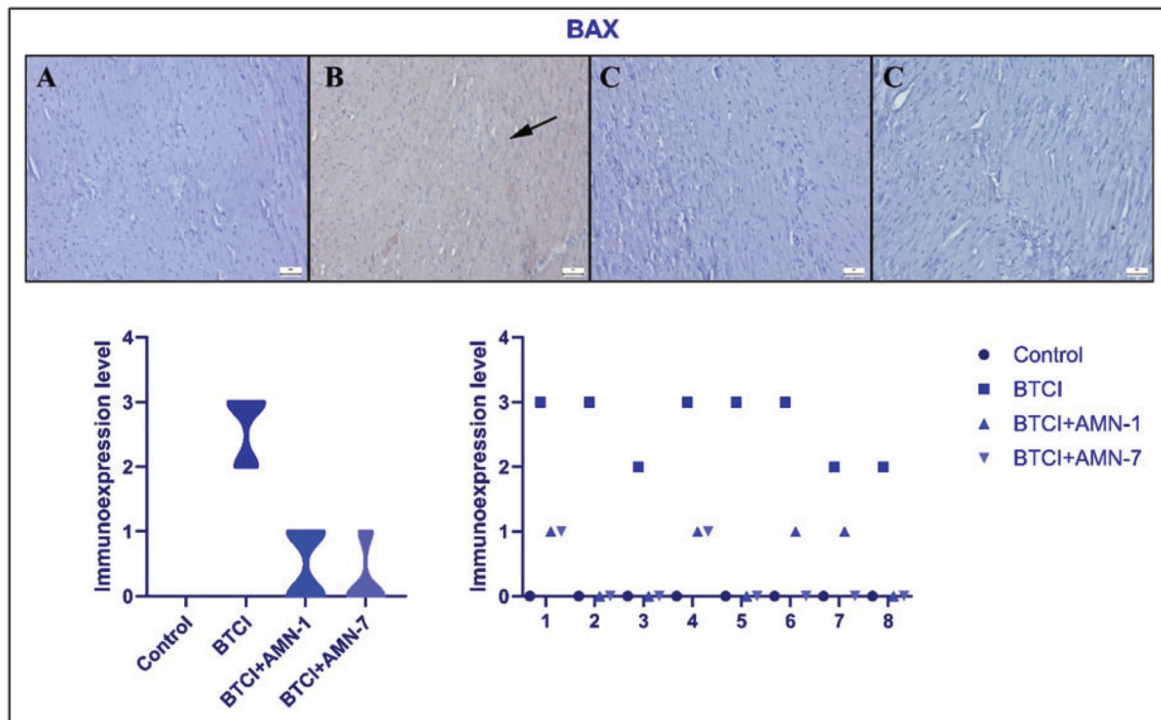 BAX
A
B
C
C
Immunoexpression level
4
3
2
1
0
Control
BTCI
BTCI+AMN-1
BTCI+AMN-7
Immunoexpression level
4
3
2
1
0
1 2 3 4 5 6 7 8
Control
BTCI
BTCI+AMN-1
BTCI+AMN-7